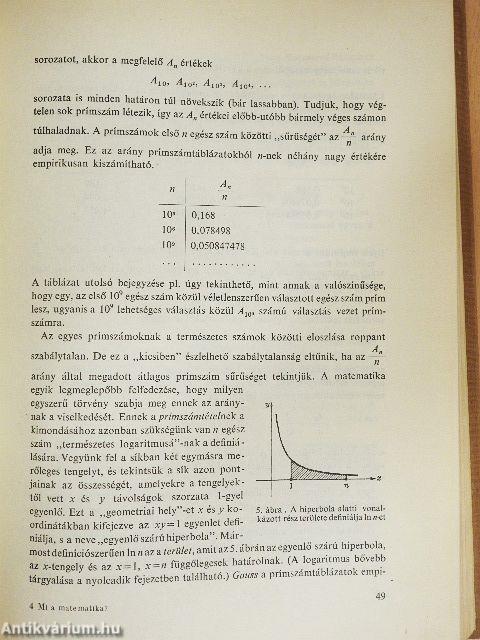 sorozatot, akkor a megfelelő Aₙ értékek
A₁₀, A₁₀², A₁₀³, A₁₀⁴, ...
sorozata is minden határon túl növekszik (bár lassabban). Tudjuk, hogy vég-
telen sok prímszám létezik, így az Aₙ értékei előbb-utóbb bármely véges számon
túlhaladnak. A prímszámok első n egész szám közötti „sűrűségét” az Aₙ/n arány
adja meg. Ez az arány prímszámtáblázatokból n-nek néhány nagy értékére
empirikusan kiszámítható.
n Aₙ/n
10³ 0,168
10⁶ 0,078498
10⁹ 0,050847478
... ............
A táblázat utolsó bejegyzése pl. úgy tekinthető, mint annak a valószínűsége,
hogy egy, az első 10⁹ egész szám közül véletlenszerűen választott egész szám prím
lesz, ugyanis a 10⁹ lehetséges választás közül A₁₀₉ számú választás vezet prím-
számra.
Az egyes prímszámoknak a természetes számok közötti eloszlása roppant
szabálytalan. De ez a „kicsiben” észlelhető szabálytalanság eltűnik, ha az Aₙ/n
arány által megadott átlagos prímszám sűrűséget tekintjük. A matematika
egyik legmeglepőbb felfedezése, hogy milyen
egyszerű törvény szabja meg ennek az arány-
nak a viselkedését. Ennek a prímszámtételnek a
kimondásához azonban szükségünk van n egész
szám „természetes logaritmusá”-nak a definiá-
lására. Vegyünk fel a síkban két egymásra me-
rőleges tengelyt, és tekintsük a sík azon pont-
jainak az összességét, amelyekre a tengelyek-
től vett x és y távolságok szorzata 1-gyel
egyenlő. Ezt a „geometriai hely”-et x és y ko-
ordinátákban kifejezve az xy=1 egyenlet defi-
niálja, s a neve „egyenlő szárú hiperbola”. Már-
most definíciószerűen ln n az a terület, amit az 5. ábrán az egyenlő szárú hiperbola,
az x-tengely és az x=1, x=n függőlegesek határolnak. (A logaritmus bővebb
tárgyalása a nyolcadik fejezetben található.) Gauss a prímszámtáblázatok empi-
y
1
n
x
5. ábra. A hiperbola alatti vonal-
kázott rész területe definiálja ln n-et
49
4 Mi a matematika?
Antikvárium.hu